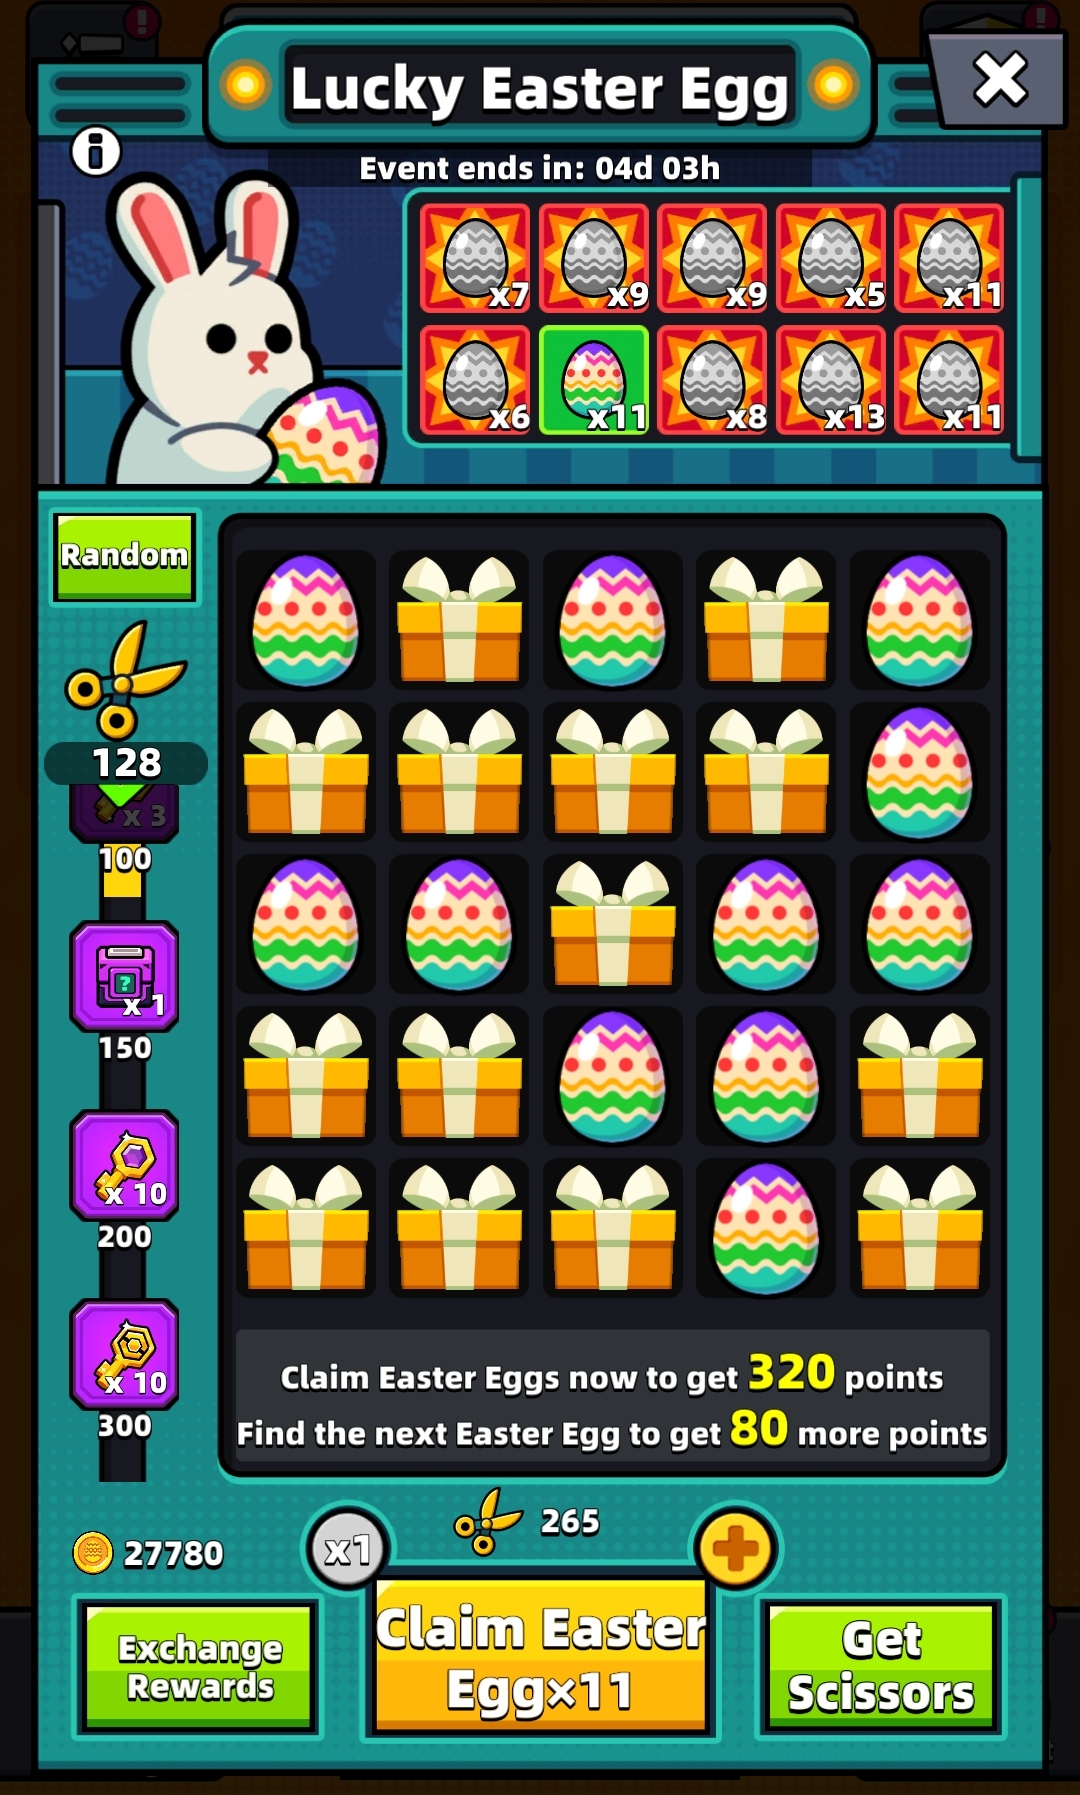 Lucky Easter Egg
Event ends in: 04d 03h
x7
x9
x9
x5
x11
x6
x11
x8
x13
x11
Random
128
x 3
100
?
x 1
150
x 10
200
x 10
300
Claim Easter Eggs now to get 320 points
Find the next Easter Egg to get 80 more points
27780
x1
265
Exchange
Rewards
Claim Easter
Egg×11
Get
Scissors